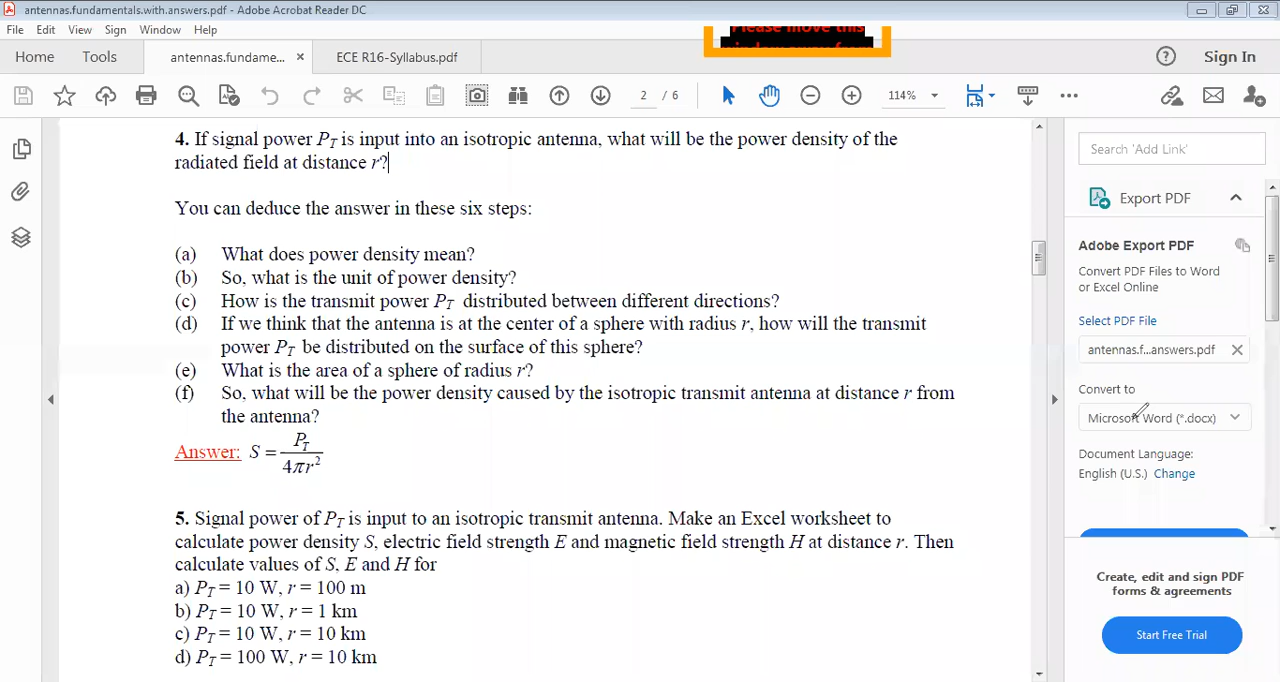 antennas.fundamentals.with.answers.pdf - Adobe Acrobat Reader DC
File Edit View Sign Window Help
Please move this
Home Tools antennas.fundame... × ECE R16-Syllabus.pdf Sign In
2 / 6 114%
4. If signal power P_T is input into an isotropic antenna, what will be the power density of the
radiated field at distance r?
You can deduce the answer in these six steps:
(a) What does power density mean?
(b) So, what is the unit of power density?
(c) How is the transmit power P_T distributed between different directions?
(d) If we think that the antenna is at the center of a sphere with radius r, how will the transmit
power P_T be distributed on the surface of this sphere?
(e) What is the area of a sphere of radius r?
(f) So, what will be the power density caused by the isotropic transmit antenna at distance r from
the antenna?
Answer: S = P_T / 4πr²
5. Signal power of P_T is input to an isotropic transmit antenna. Make an Excel worksheet to
calculate power density S, electric field strength E and magnetic field strength H at distance r. Then
calculate values of S, E and H for
a) P_T = 10 W, r = 100 m
b) P_T = 10 W, r = 1 km
c) P_T = 10 W, r = 10 km
d) P_T = 100 W, r = 10 km
Search 'Add Link'
Export PDF
Adobe Export PDF
Convert PDF Files to Word
or Excel Online
Select PDF File
antennas.f...answers.pdf ×
Convert to
Microsoft Word (*.docx)
Document Language:
English (U.S.) Change
Create, edit and sign PDF
forms & agreements
Start Free Trial